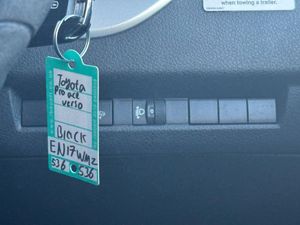 when towing a trailer.
Toyota
Pro ace
verso
Black
EN17WMZ
536 536